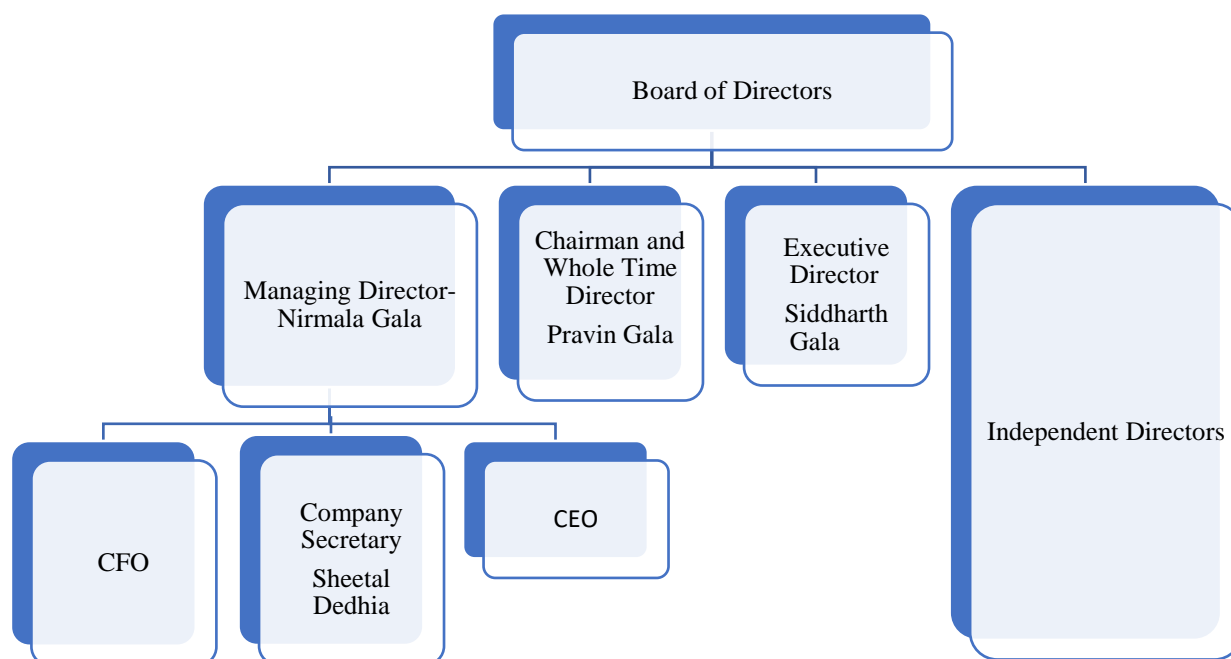 Board of Directors
Managing Director-
Nirmala Gala
Chairman and
Whole Time
Director
Pravin Gala
Executive
Director
Siddharth
Gala
Independent Directors
CFO
Company
Secretary
Sheetal
Dedhia
CEO